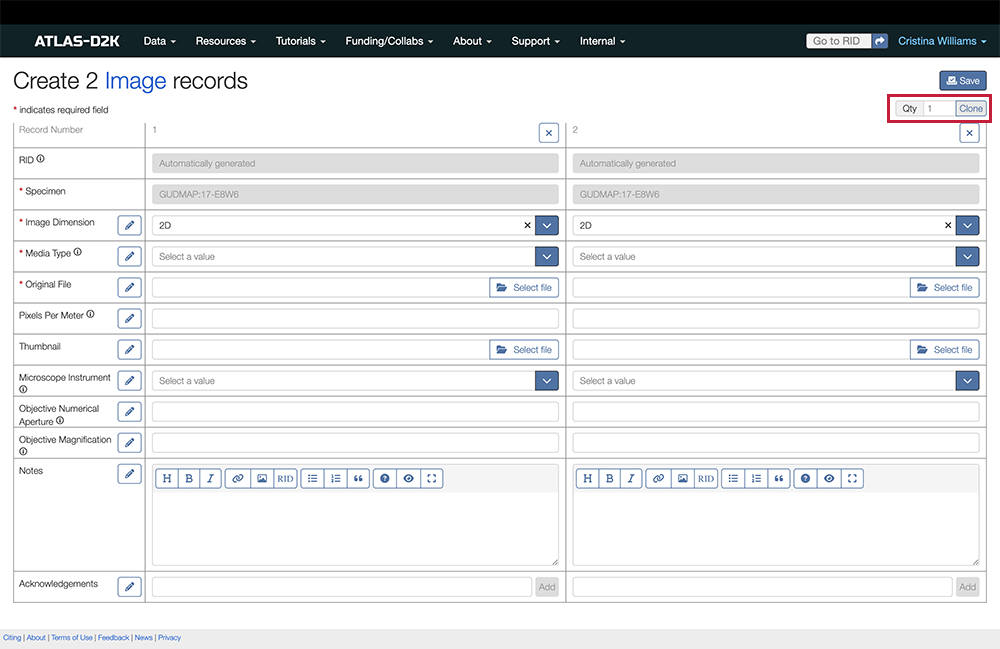 ATLAS-D2K Data Resources Tutorials Funding/Collabs About Support Internal Go to RID Cristina Williams
Create 2 Image records Save
* indicates required field Qty 1 Clone
Record Number 1 2
RID Automatically generated Automatically generated
* Specimen GUDMAP:17-E8W6 GUDMAP:17-E8W6
* Image Dimension 2D 2D
* Media Type Select a value Select a value
* Original File Select file Select file
Pixels Per Meter
Thumbnail Select file Select file
Microscope Instrument Select a value Select a value
Objective Numerical
Aperture
Objective Magnification
Notes H B I RID H B I RID
Acknowledgements Add Add
Citing | About | Terms of Use | Feedback | News | Privacy